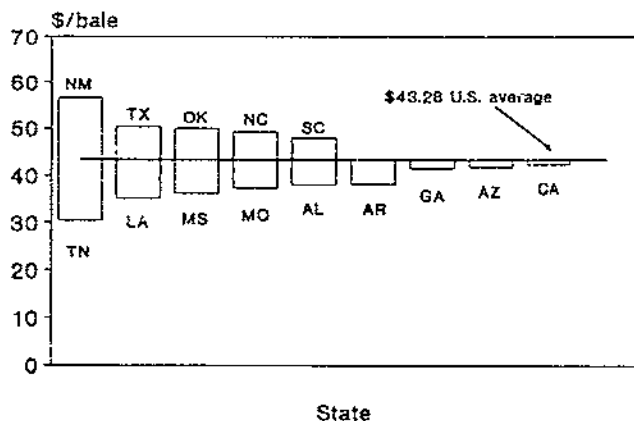 $/bale
70
60
50
40
30
20
10
0
NM
TX
OK
NC
SC
$43.28 U.S. average
TN
LA
MS
MO
AL
AR
GA
AZ
CA
State